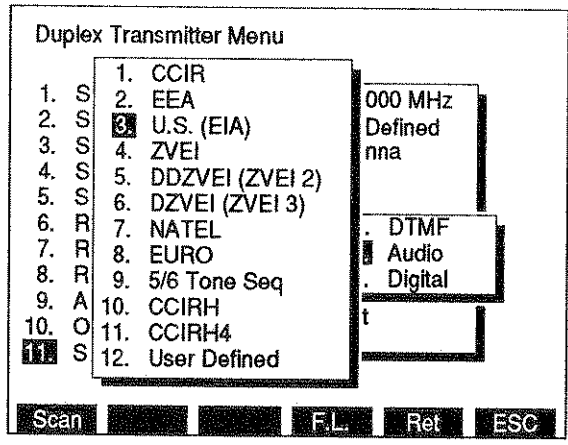 Duplex Transmitter Menu
1. CCIR
2. EEA
3. U.S. (EIA)
4. ZVEI
5. DDZVEI (ZVEI 2)
6. DZVEI (ZVEI 3)
7. NATEL
8. EURO
9. 5/6 Tone Seq
10. CCIRH
11. CCIRH4
12. User Defined
1. S
2. S
3. S
4. S
5. S
6. R
7. R
8. R
9. A
10. O
11. S
000 MHz
Defined
nna
. DTMF
Audio
. Digital
t
Scan
F.L.
Ret
ESC